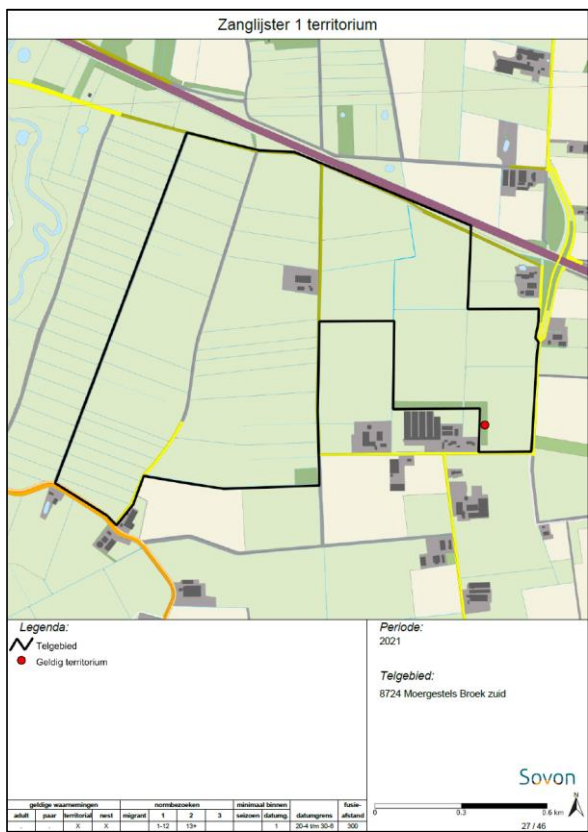 Zanglijster 1 territorium
Legenda:
Telgebied
Geldig territorium
Periode:
2021
Telgebied:
8724 Moergestels Broek zuid
Sovon
0 0.3 0.6 km
27 / 46
geldige waarnemingen normbezoeken minimaal binnen fusie-
adult paar territorial nest migrant 1 2 3 seizoen datumg. datumgrens afstand
. . X X 1-12 13+ 1 20-4 t/m 30-6 300